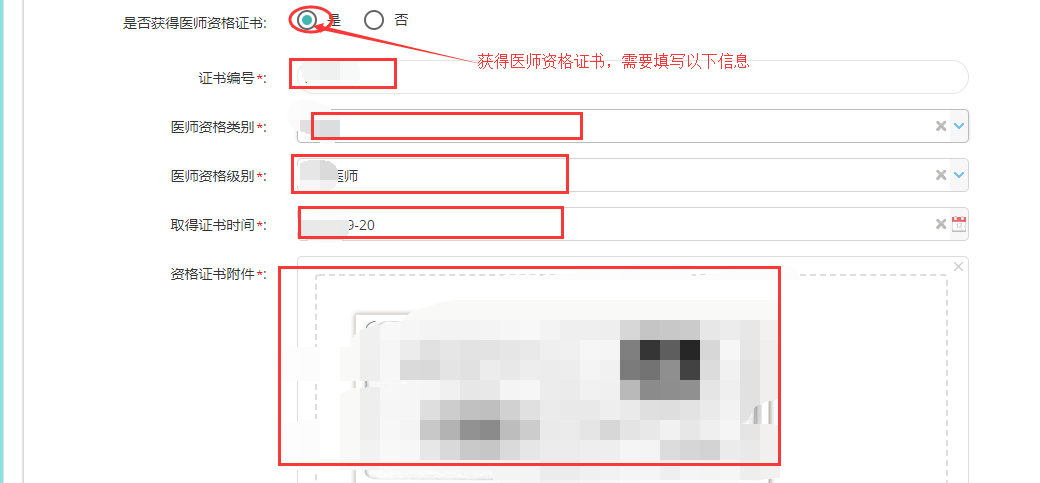 是否获得医师资格证书: 是 否
获得医师资格证书，需要填写以下信息
证书编号*:
医师资格类别*:
医师资格级别*: 医师
取得证书时间*: 9-20
资格证书附件*: